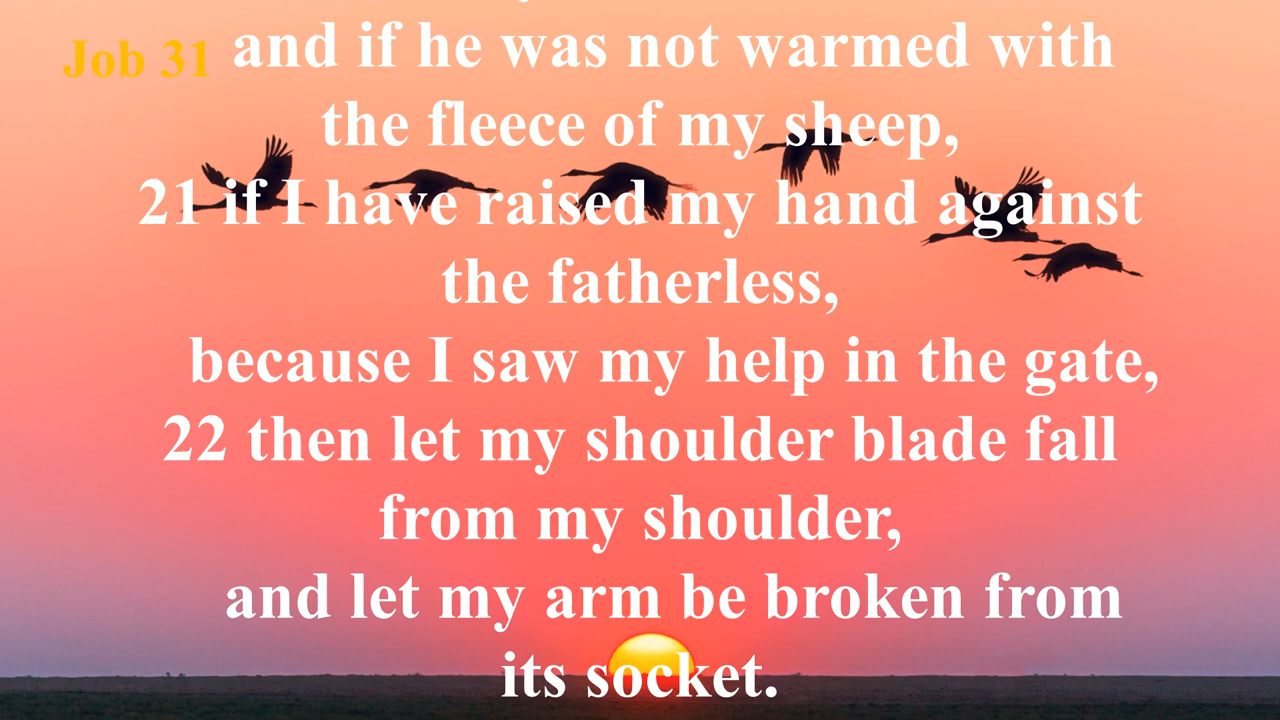 Job 31
and if he was not warmed with
the fleece of my sheep,
21 if I have raised my hand against
the fatherless,
because I saw my help in the gate,
22 then let my shoulder blade fall
from my shoulder,
and let my arm be broken from
its socket.